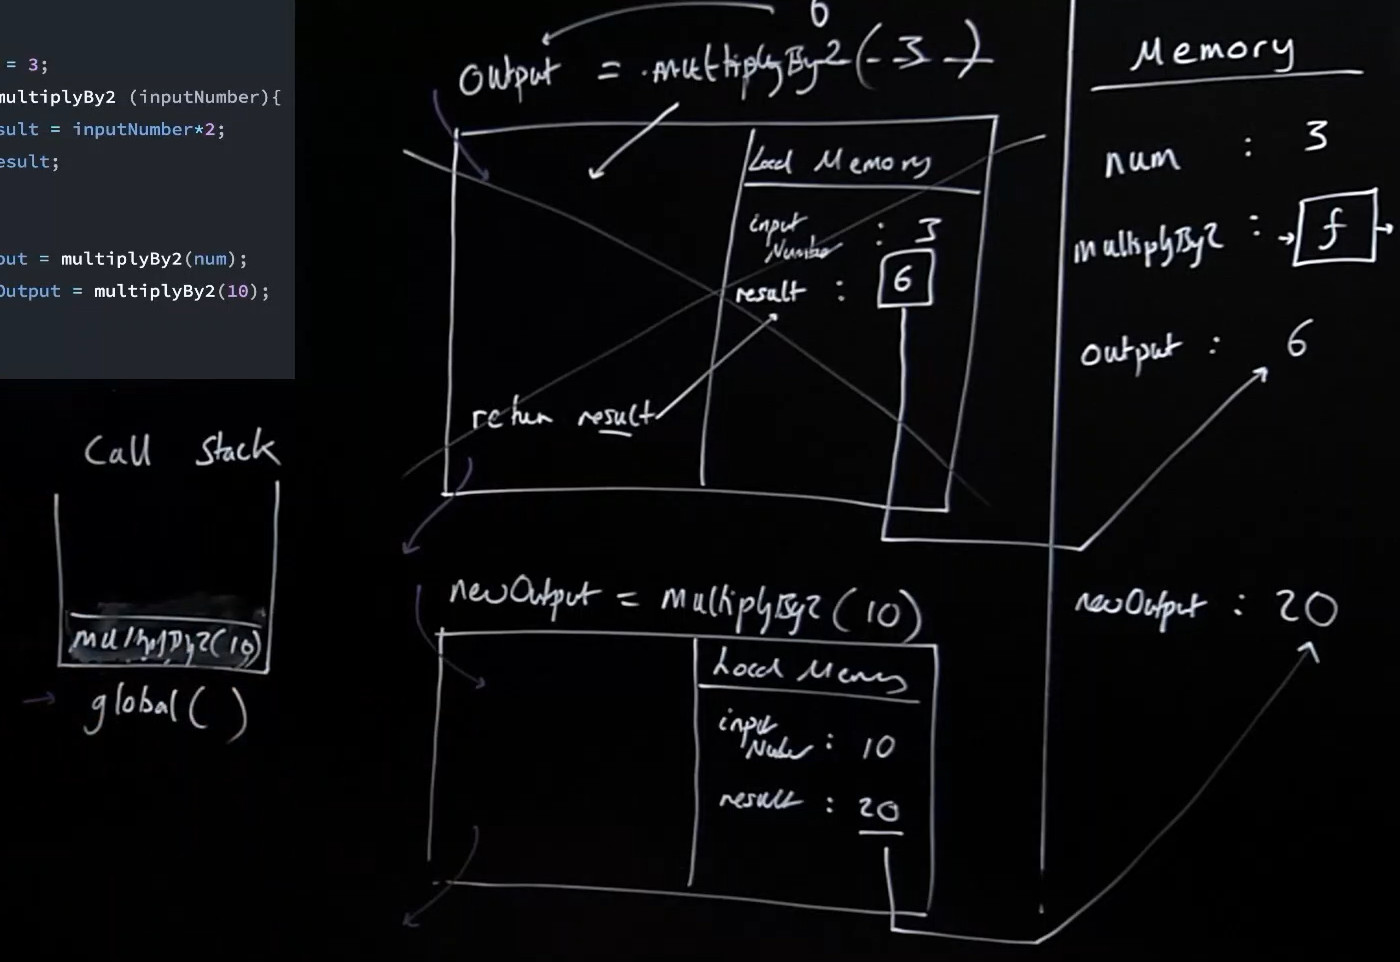 = 3;
multiplyBy2 (inputNumber){
sult = inputNumber*2;
esult;
put = multiplyBy2(num);
Output = multiplyBy2(10);
Call Stack
multiplyBy2(10)
global( )
6
output = multiplyBy2(-3-)
Local Memory
input
Number : 3
result : 6
return result
newOutput = multiplyBy2(10)
Local Memory
input
Number : 10
result : 20
Memory
num : 3
multiplyBy2 : f
output : 6
newOutput : 20